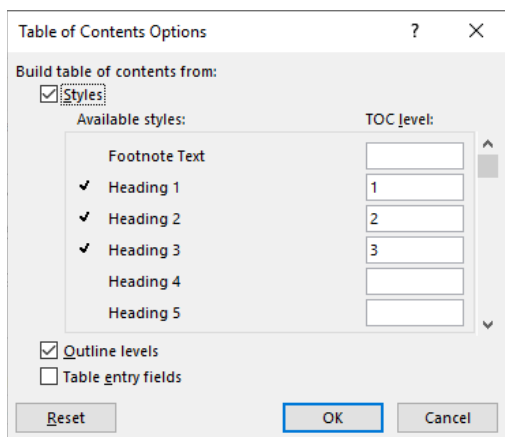 Table of Contents Options ?
Build table of contents from:
Styles
Available styles: TOC level:
Footnote Text
Heading 1 1
Heading 2 2
Heading 3 3
Heading 4
Heading 5
Outline levels
Table entry fields
Reset OK Cancel